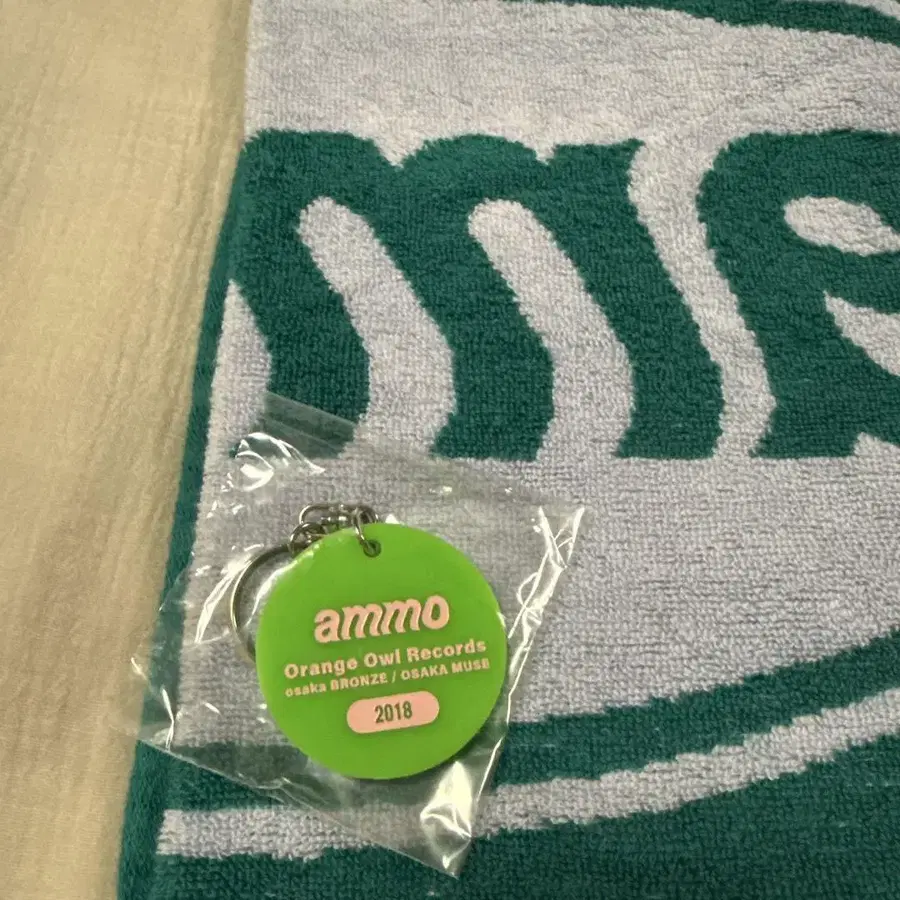 ammo
Orange Owl Records
osaka BRONZE / OSAKA MUSE
2018